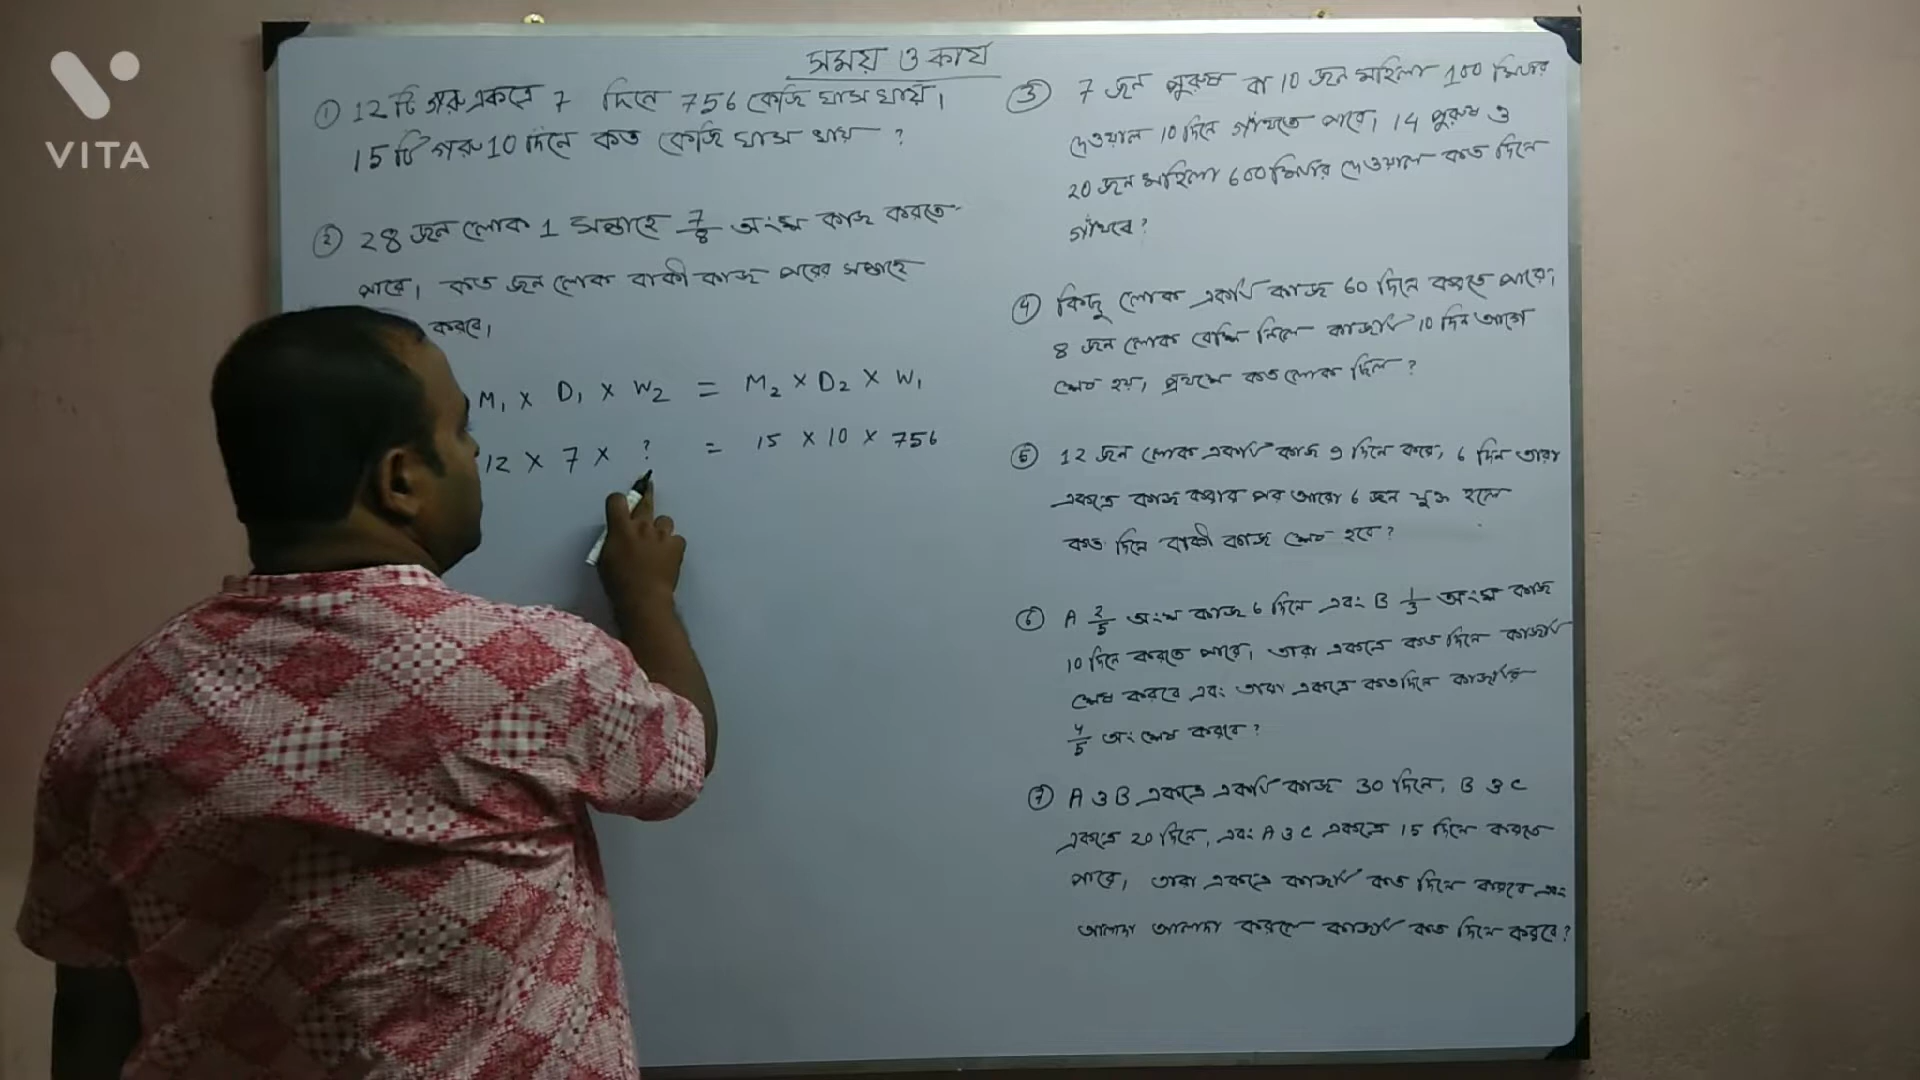 VITA
সময় ও কার্য
① 12 টি গরু একত্রে 7 দিনে 756 কেজি ঘাস খায়।
15 টি গরু 10 দিনে কত কেজি ঘাস খায় ?
② 28 জন লোক 1 সপ্তাহে 7/8 অংশ কাজ করতে
পারে। কত জন লোক বাকী কাজ পরের সপ্তাহে
করবে।
M₁ × D₁ × W₂ = M₂ × D₂ × W₁
12 × 7 × ? = 15 × 10 × 756
③ 7 জন পুরুষ বা 10 জন মহিলা 100 মিটার
দেওয়াল 10 দিনে গাঁথতে পারে। 14 পুরুষ ও
20 জন মহিলা 600 মিটার দেওয়াল কত দিনে
গাঁথবে?
④ কিছু লোক একটি কাজ 60 দিনে করতে পারে।
8 জন লোক বেশি নিলে কাজটি 10 দিন আগে
শেষ হয়, প্রথমে কত লোক ছিল ?
⑤ 12 জন লোক একটি কাজ 9 দিনে করে, 6 দিন তারা
একত্রে কাজ করার পর আরো 6 জন যুক্ত হলে
কত দিনে বাকী কাজ শেষ হবে?
⑥ A 2/5 অংশ কাজ 6 দিনে এবং B 1/3 অংশ কাজ
10 দিনে করতে পারে। তারা একত্রে কত দিনে কাজটি
শেষ করবে এবং তারা একত্রে কতদিনে কাজটির
4/5 অং শেষ করবে ?
⑦ A ও B একত্রে একটি কাজ 30 দিনে, B ও C
একত্রে 20 দিনে, এবং A ও C একত্রে 15 দিনে করতে
পারে, তারা একত্রে কাজটি কত দিনে করবে এবং
আলাদা আলাদা করলে কাজটি কত দিনে করবে ?